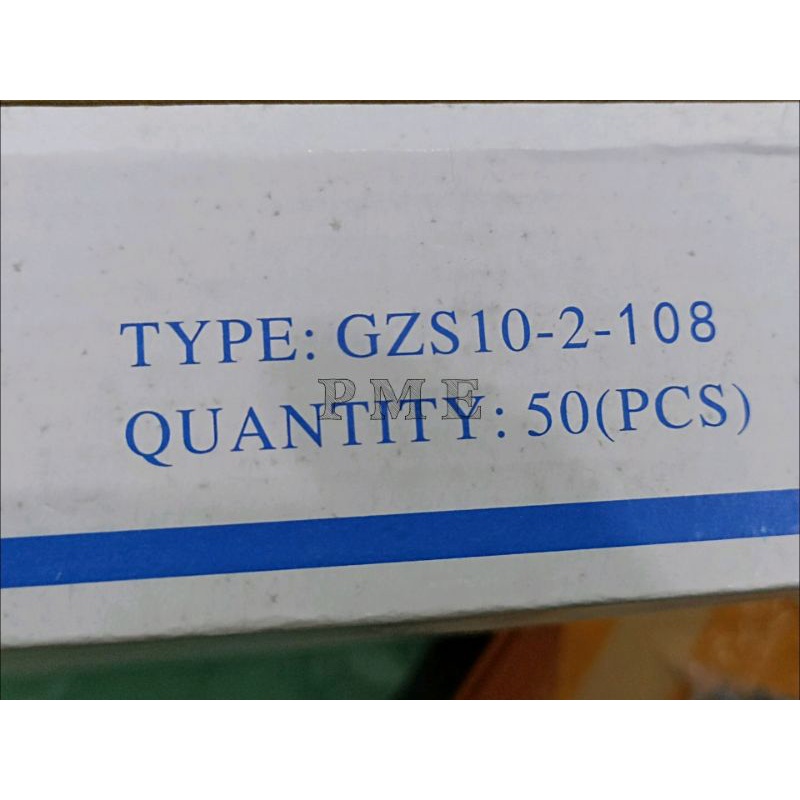 TYPE: GZS10-2-108
PME
QUANTITY: 50(PCS)